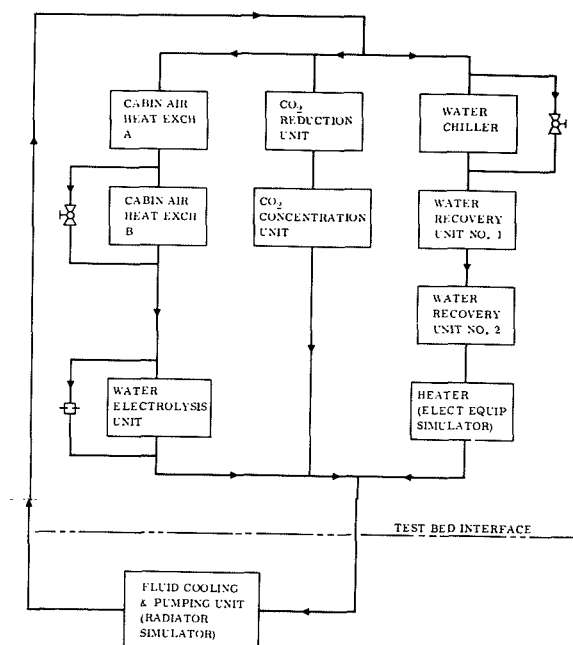 CABIN AIR
HEAT EXCH
A
CO2
REDUCTION
UNIT
WATER
CHILLER
CABIN AIR
HEAT EXCH
B
CO2
CONCENTRATION
UNIT
WATER
RECOVERY
UNIT NO. 1
WATER
RECOVERY
UNIT NO. 2
WATER
ELECTROLYSIS
UNIT
HEATER
(ELECT EQUIP
SIMULATOR)
TEST BED INTERFACE
FLUID COOLING
& PUMPING UNIT
(RADIATOR
SIMULATOR)